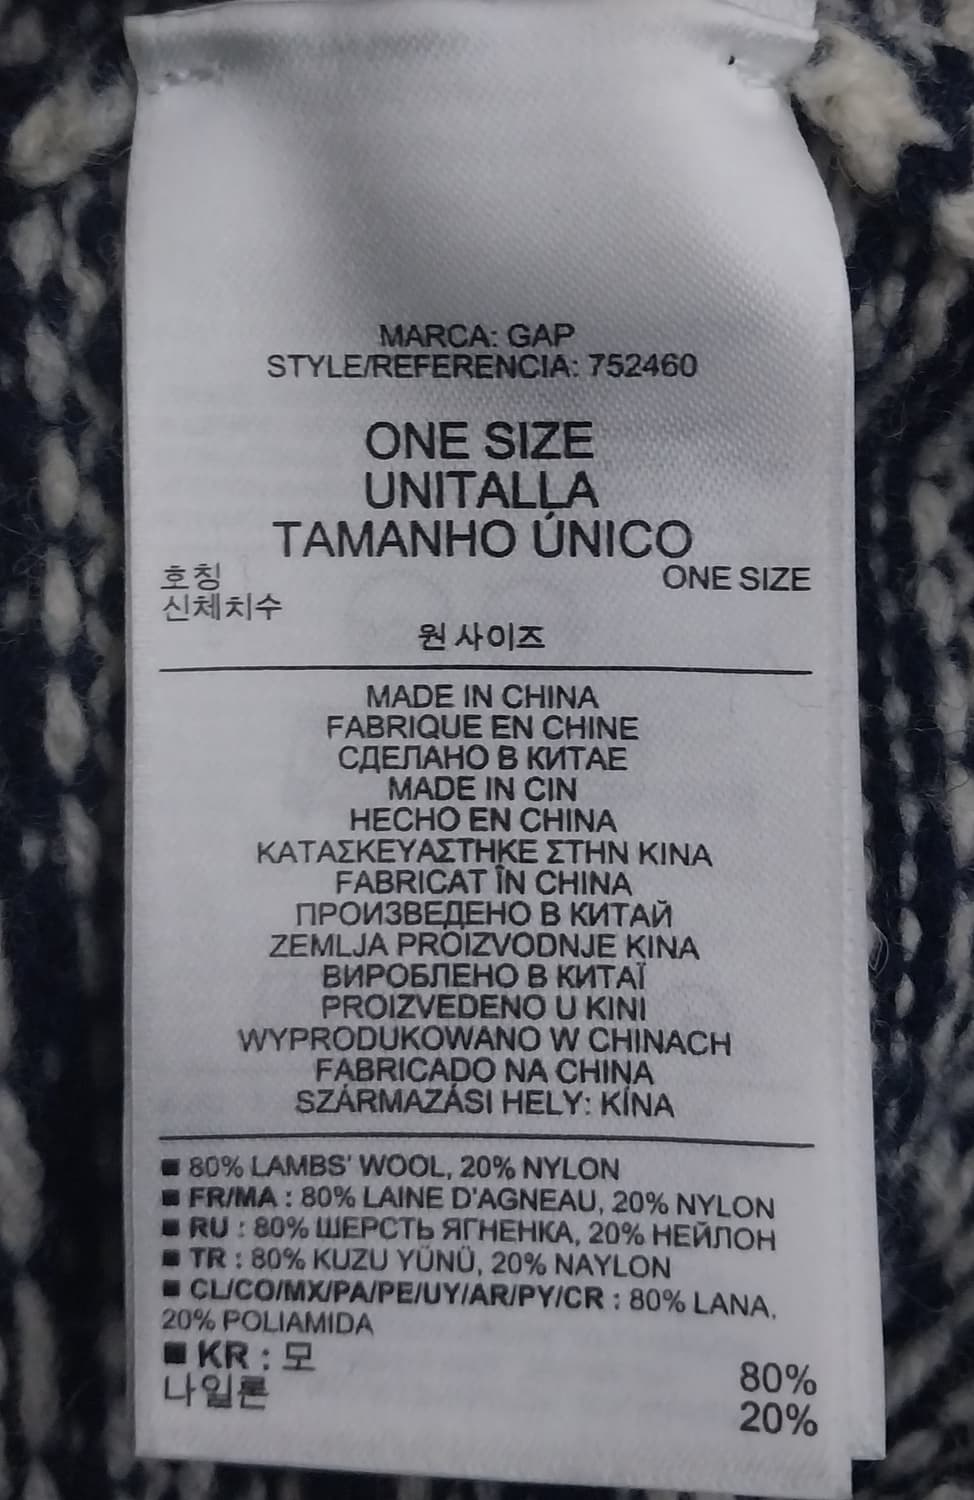 MARCA: GAP
STYLE/REFERENCIA: 752460
ONE SIZE
UNITALLA
TAMANHO ÚNICO
호칭 ONE SIZE
신체치수
원 사이즈
MADE IN CHINA
FABRIQUE EN CHINE
СДЕЛАНО В КИТАЕ
MADE IN CIN
HECHO EN CHINA
ΚΑΤΑΣΚΕΥΑΣΤΗΚΕ ΣΤΗΝ ΚΙΝΑ
FABRICAT ÎN CHINA
ПРОИЗВЕДЕНО В КИТАЙ
ZEMLJA PROIZVODNJE KINA
ВИРОБЛЕНО В КИТАЇ
PROIZVEDENO U KINI
WYPRODUKOWANO W CHINACH
FABRICADO NA CHINA
SZÁRMAZÁSI HELY: KÍNA
■ 80% LAMBS' WOOL, 20% NYLON
■ FR/MA : 80% LAINE D'AGNEAU, 20% NYLON
■ RU : 80% ШЕРСТЬ ЯГНЕНКА, 20% НЕЙЛОН
■ TR : 80% KUZU YÜNÜ, 20% NAYLON
■ CL/CO/MX/PA/PE/UY/AR/PY/CR : 80% LANA,
20% POLIAMIDA
■ KR : 모 80%
나일론 20%